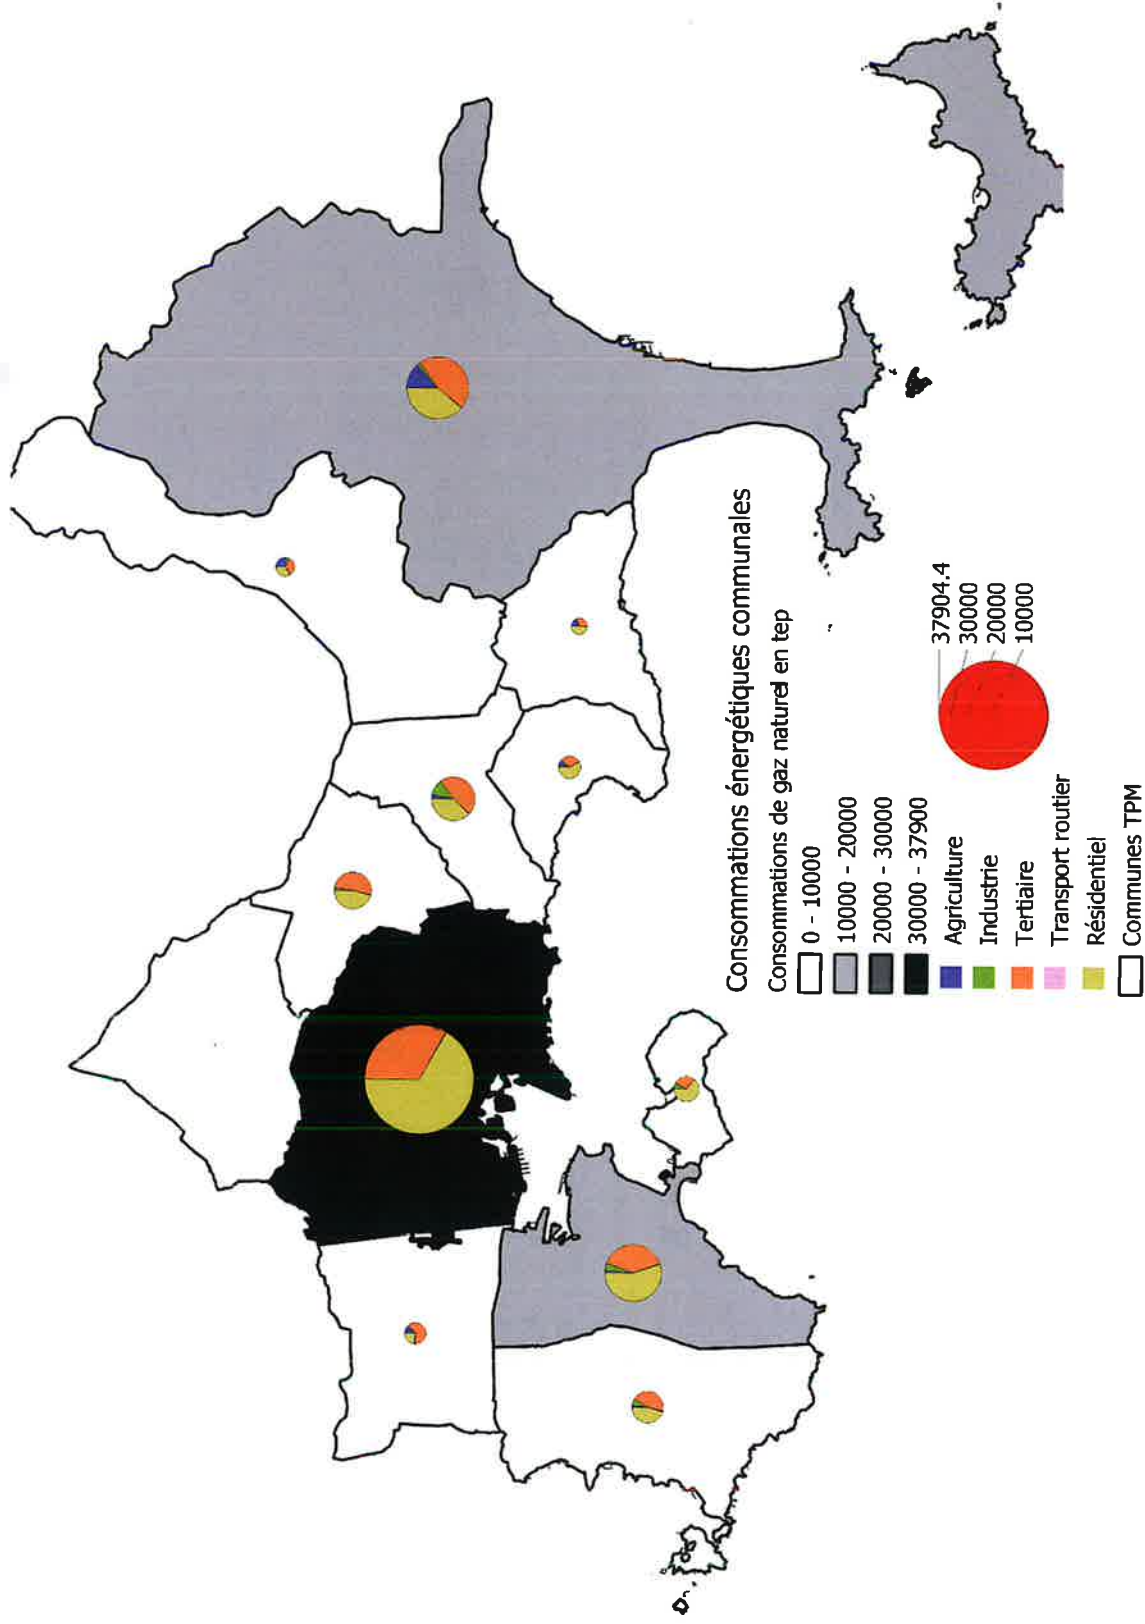 Consommations énergétiques communales
Consommations de gaz naturel en tep
0 - 10000
10000 - 20000
20000 - 30000
30000 - 37900
Agriculture
Industrie
Tertiaire
Transport routier
Résidentiel
Communes TPM
37904.4
30000
20000
10000